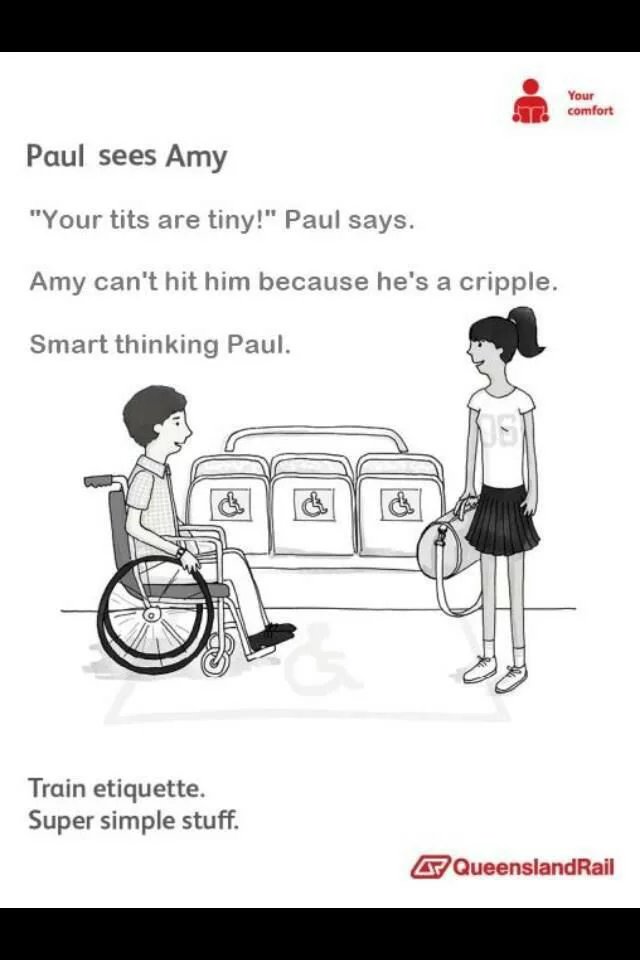 Your
comfort
Paul sees Amy
"Your tits are tiny!" Paul says.
Amy can't hit him because he's a cripple.
Smart thinking Paul.
06
Train etiquette.
Super simple stuff.
QueenslandRail